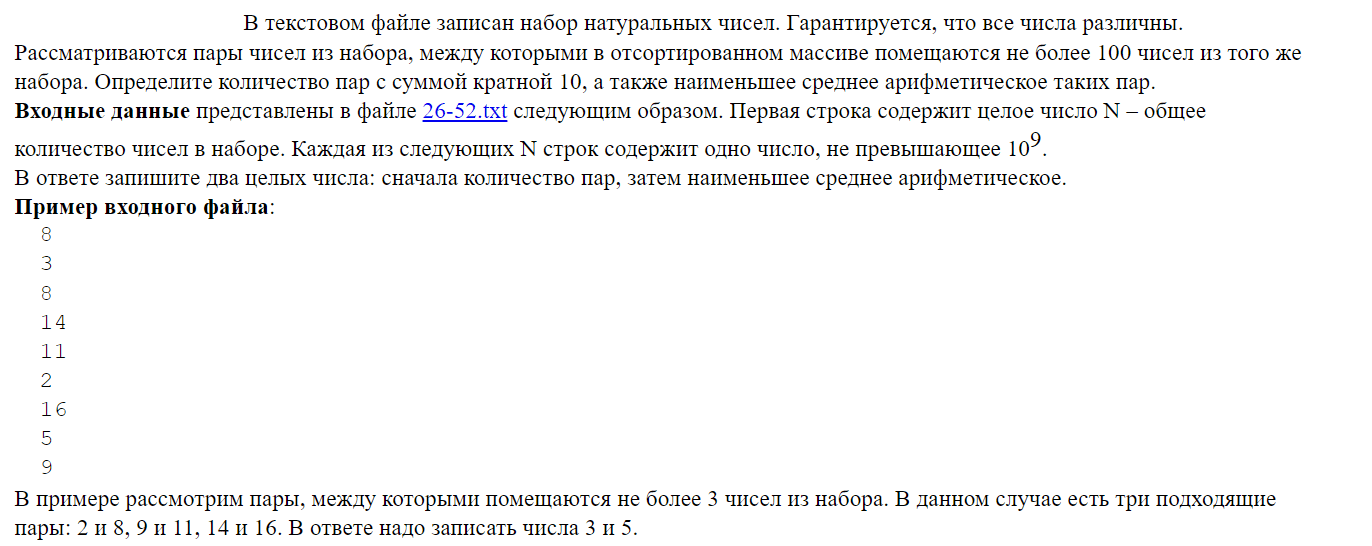 В текстовом файле записан набор натуральных чисел. Гарантируется, что все числа различны.
Рассматриваются пары чисел из набора, между которыми в отсортированном массиве помещаются не более 100 чисел из того же
набора. Определите количество пар с суммой кратной 10, а также наименьшее среднее арифметическое таких пар.
Входные данные представлены в файле 26-52.txt следующим образом. Первая строка содержит целое число N – общее
количество чисел в наборе. Каждая из следующих N строк содержит одно число, не превышающее 10⁹.
В ответе запишите два целых числа: сначала количество пар, затем наименьшее среднее арифметическое.
Пример входного файла:
8
3
8
14
11
2
16
5
9
В примере рассмотрим пары, между которыми помещаются не более 3 чисел из набора. В данном случае есть три подходящие
пары: 2 и 8, 9 и 11, 14 и 16. В ответе надо записать числа 3 и 5.